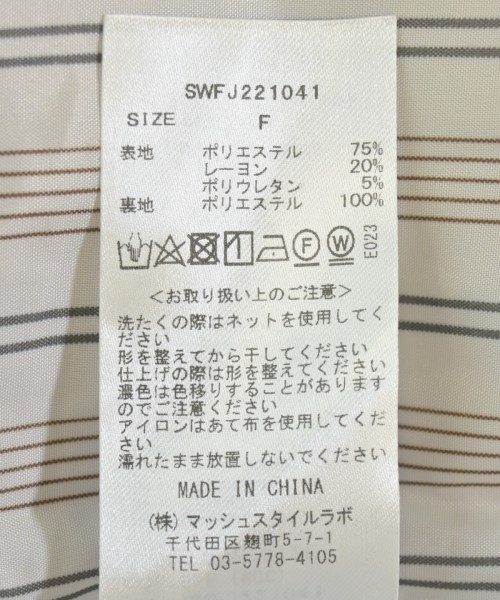 SWFJ221041
SIZE F
表地 ポリエステル 75%
レーヨン 20%
ポリウレタン 5%
裏地 ポリエステル 100%
F W E023
＜お取り扱い上のご注意＞
洗たくの際はネットを使用してく
ださい
形を整えてから干してください
仕上げの際は形を整えてください
濃色は色移りすることがあります
のでご注意ください
アイロンはあて布を使用してくだ
さい
濡れたまま放置しないでください
MADE IN CHINA
(株) マッシュスタイルラボ
千代田区麹町5-7-1
TEL 03-5778-4105